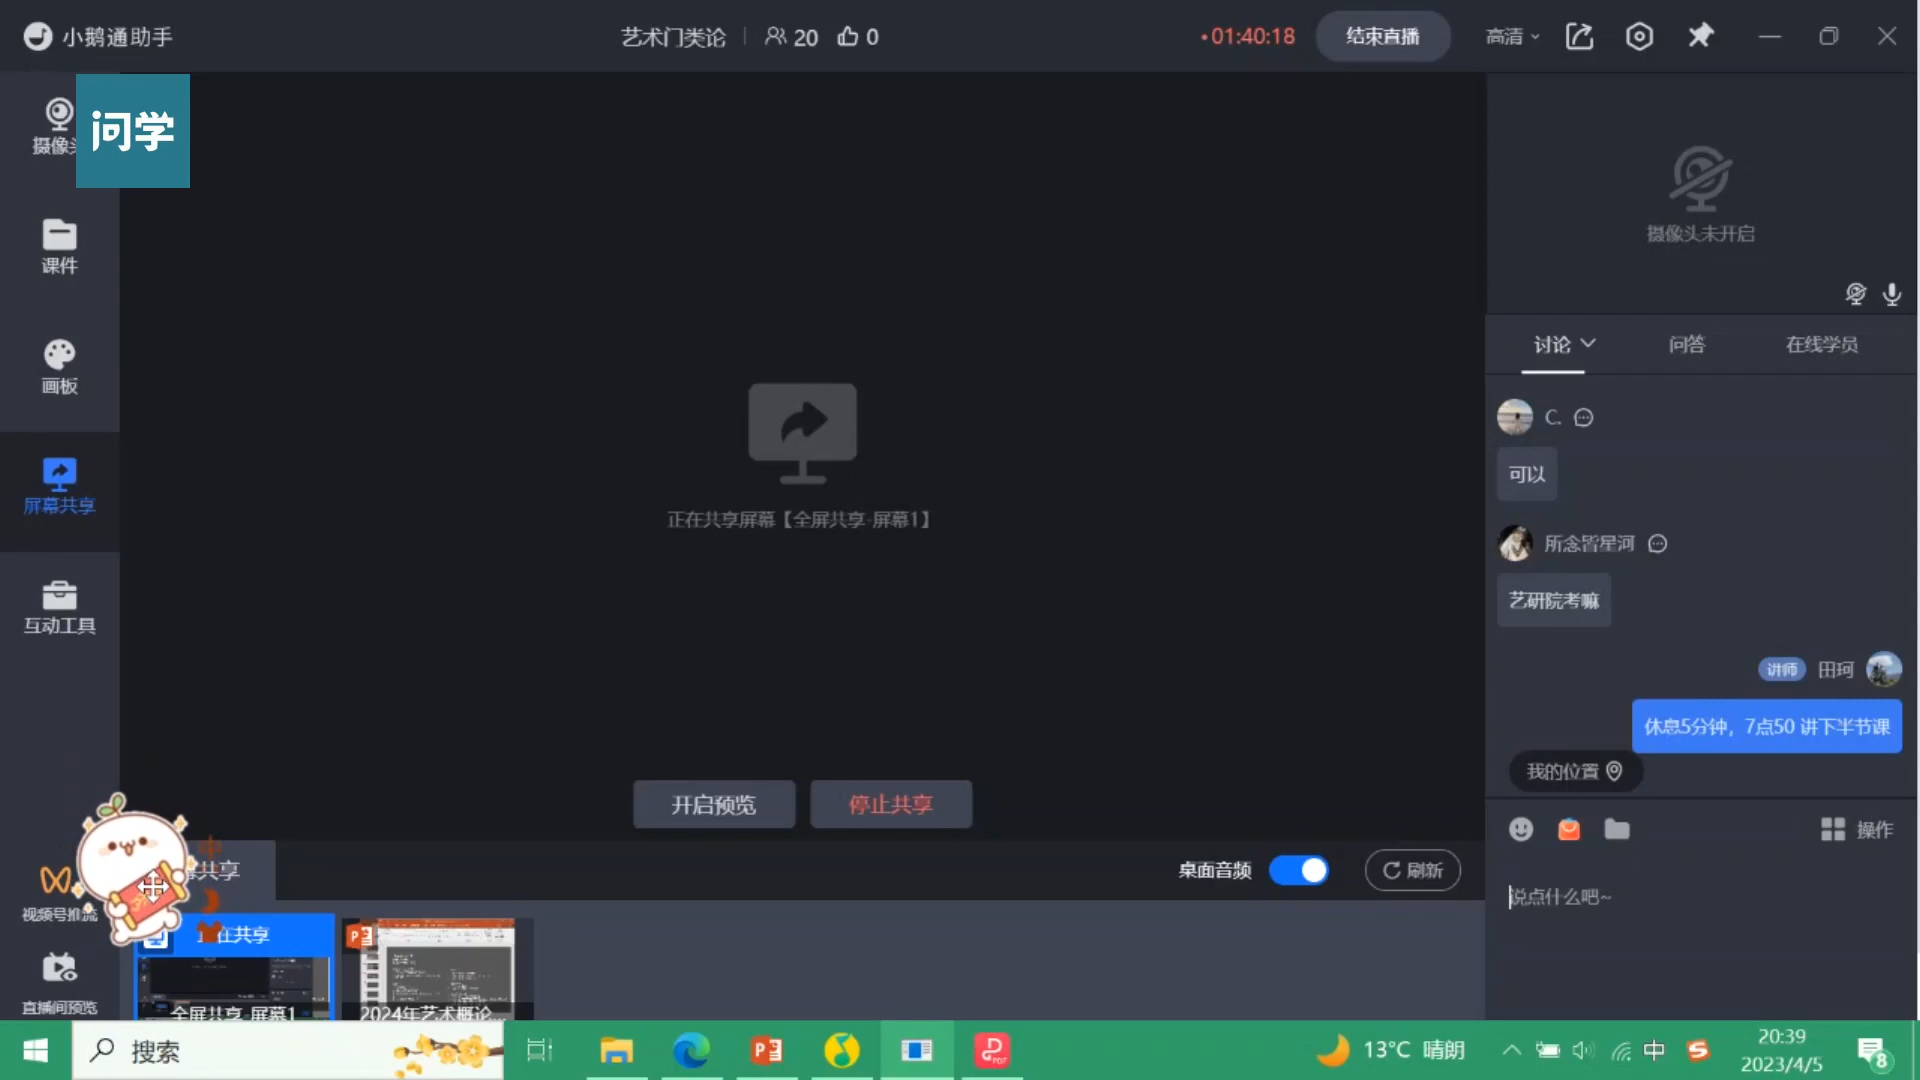 小鹅通助手
艺术门类论
20
0
01:40:18
结束直播
高清
问学
摄像头
课件
画板
屏幕共享
互动工具
视频号推流
直播间预览
正在共享屏幕【全屏共享-屏幕1】
开启预览
停止共享
共享
桌面音频
刷新
正在共享
全屏共享-屏幕1
2024年艺术概论...
摄像头未开启
讨论
问答
在线学员
C.
可以
所念皆星河
艺研院考嘛
讲师
田珂
休息5分钟，7点50 讲下半节课
我的位置
操作
说点什么吧~
搜索
13°C 晴朗
中
20:39
2023/4/5
8